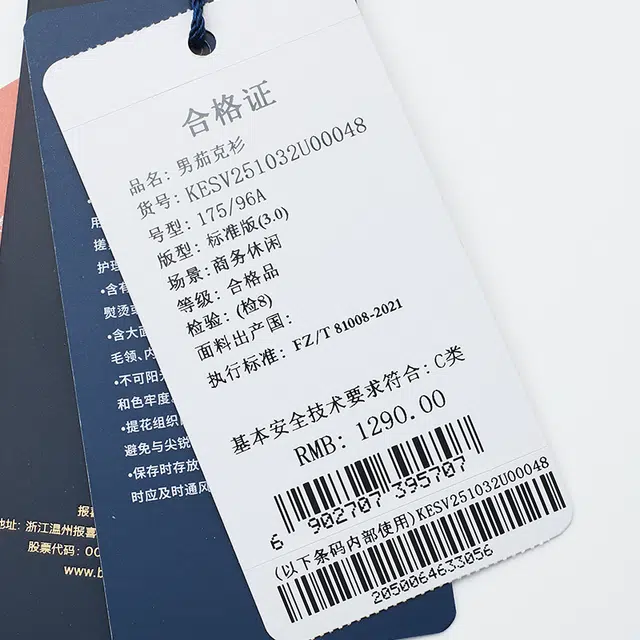 合格证
品名: 男茄克衫
货号: KESV251032U00048
号型: 175/96A
版型: 标准版(3.0)
场景: 商务休闲
等级: 合格品
检验: (检8)
面料出产国:
执行标准: FZ/T 81008-2021
基本安全技术要求符合: C类
RMB: 1290.00
6 902707 395707
(以下条码内部使用)KESV251032U00048
2050064633056
用
搓
护理
•含有
熨烫或
•含大面
毛领、内
•不可阳光
和色牢度
•提花组织
避免与尖锐
•保存时存放
时应及时通风
报喜
地址: 浙江温州报喜
股票代码: 00
www.b